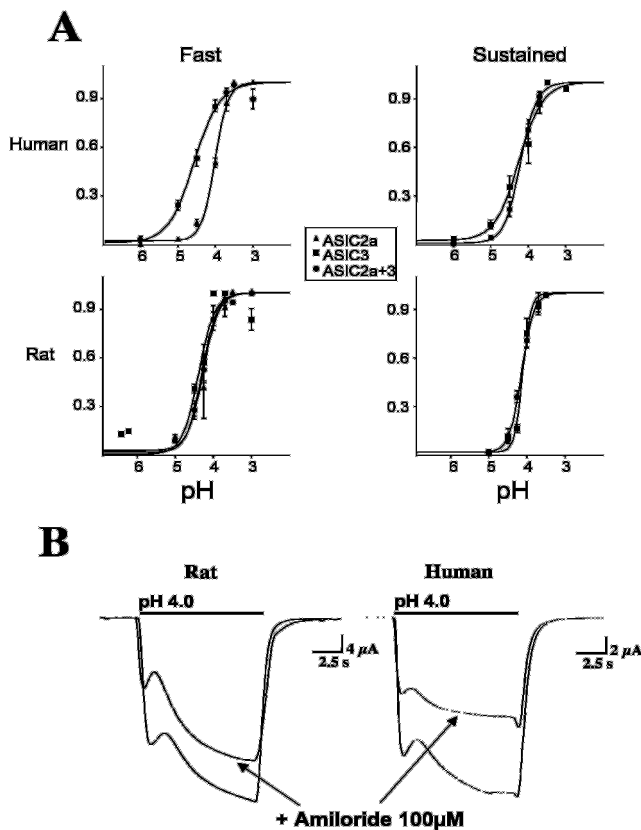 A
Fast
Sustained
Human
0.9
0.6
0.3
6 5 4 3
0.9
0.6
0.3
6 5 4 3
ASIC2a
ASIC3
ASIC2a+3
Rat
0.9
0.6
0.3
6 5 4 3
pH
0.9
0.6
0.3
6 5 4 3
pH
B
Rat
Human
pH 4.0
pH 4.0
4 µA
2.5 s
2 µA
2.5 s
+ Amiloride 100µM